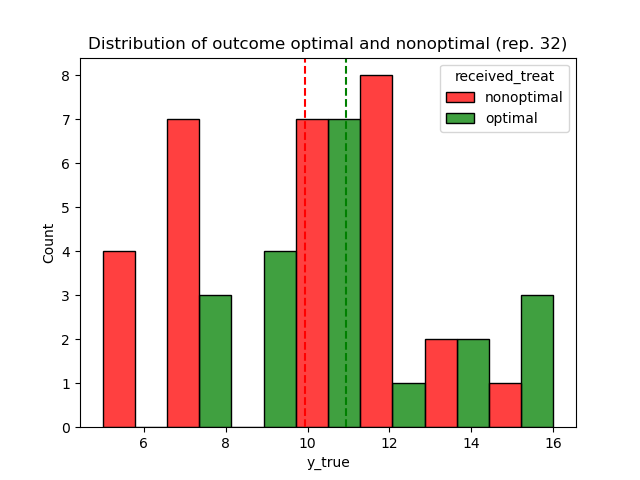 Distribution of outcome optimal and nonoptimal (rep. 32)
received_treat
nonoptimal
optimal
Count
8
7
6
5
4
3
2
1
0
6 8 10 12 14 16
y_true